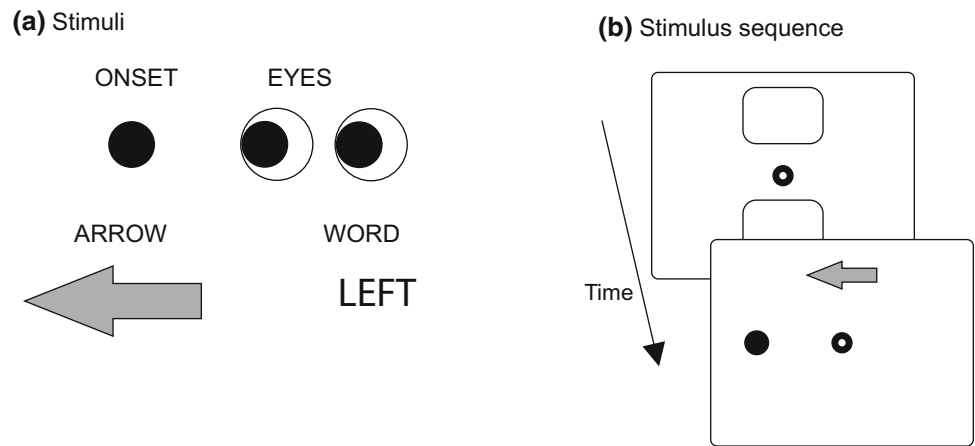 (a) Stimuli
ONSET EYES
ARROW WORD
LEFT
(b) Stimulus sequence
Time